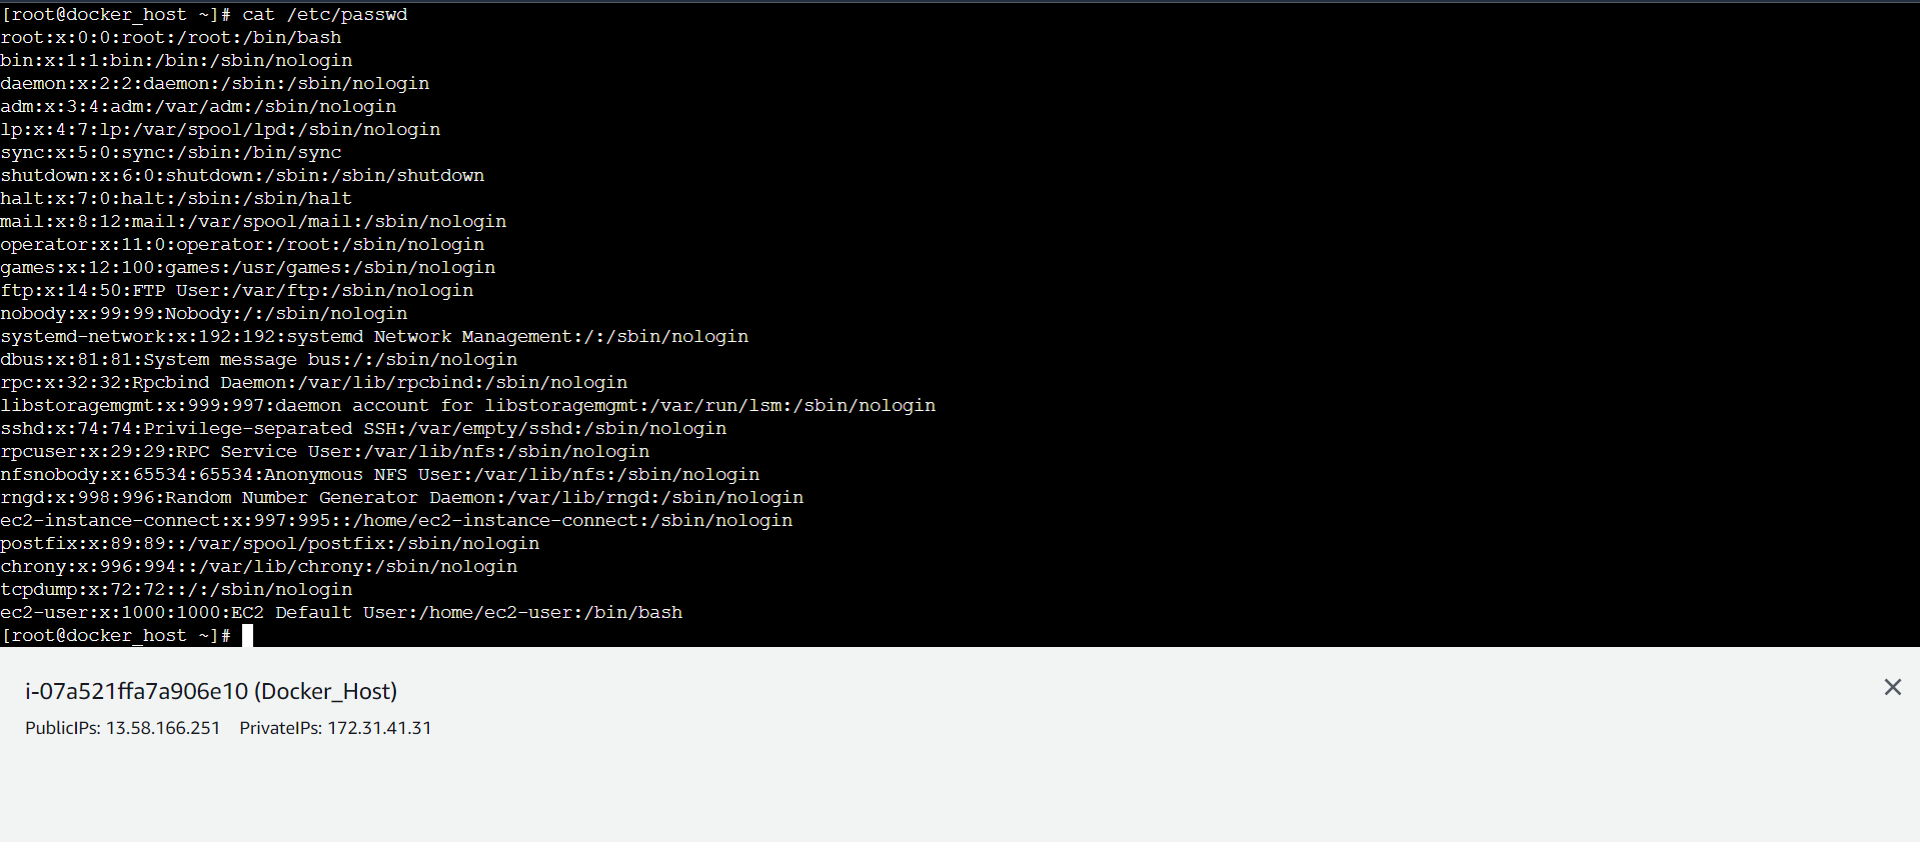 [root@docker_host ~]# cat /etc/passwd
root:x:0:0:root:/root:/bin/bash
bin:x:1:1:bin:/bin:/sbin/nologin
daemon:x:2:2:daemon:/sbin:/sbin/nologin
adm:x:3:4:adm:/var/adm:/sbin/nologin
lp:x:4:7:lp:/var/spool/lpd:/sbin/nologin
sync:x:5:0:sync:/sbin:/bin/sync
shutdown:x:6:0:shutdown:/sbin:/sbin/shutdown
halt:x:7:0:halt:/sbin:/sbin/halt
mail:x:8:12:mail:/var/spool/mail:/sbin/nologin
operator:x:11:0:operator:/root:/sbin/nologin
games:x:12:100:games:/usr/games:/sbin/nologin
ftp:x:14:50:FTP User:/var/ftp:/sbin/nologin
nobody:x:99:99:Nobody:/:/sbin/nologin
systemd-network:x:192:192:systemd Network Management:/:/sbin/nologin
dbus:x:81:81:System message bus:/:/sbin/nologin
rpc:x:32:32:Rpcbind Daemon:/var/lib/rpcbind:/sbin/nologin
libstoragemgmt:x:999:997:daemon account for libstoragemgmt:/var/run/lsm:/sbin/nologin
sshd:x:74:74:Privilege-separated SSH:/var/empty/sshd:/sbin/nologin
rpcuser:x:29:29:RPC Service User:/var/lib/nfs:/sbin/nologin
nfsnobody:x:65534:65534:Anonymous NFS User:/var/lib/nfs:/sbin/nologin
rngd:x:998:996:Random Number Generator Daemon:/var/lib/rngd:/sbin/nologin
ec2-instance-connect:x:997:995::/home/ec2-instance-connect:/sbin/nologin
postfix:x:89:89::/var/spool/postfix:/sbin/nologin
chrony:x:996:994::/var/lib/chrony:/sbin/nologin
tcpdump:x:72:72::/:/sbin/nologin
ec2-user:x:1000:1000:EC2 Default User:/home/ec2-user:/bin/bash
[root@docker_host ~]#
i-07a521ffa7a906e10 (Docker_Host)
PublicIPs: 13.58.166.251 PrivateIPs: 172.31.41.31